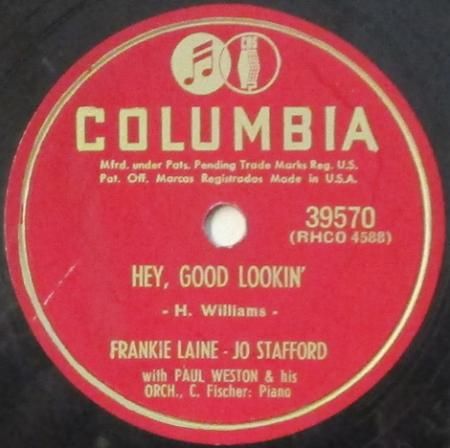 CBS
COLUMBIA
Mfrd. under Pats. Pending Trade Marks Reg. U.S.
Pat. Off. Marcas Registradas Made in U.S.A.
39570
(RHCO 4588)
HEY, GOOD LOOKIN'
- H. Williams -
FRANKIE LAINE - JO STAFFORD
with PAUL WESTON & his
ORCH., C. Fischer: Piano